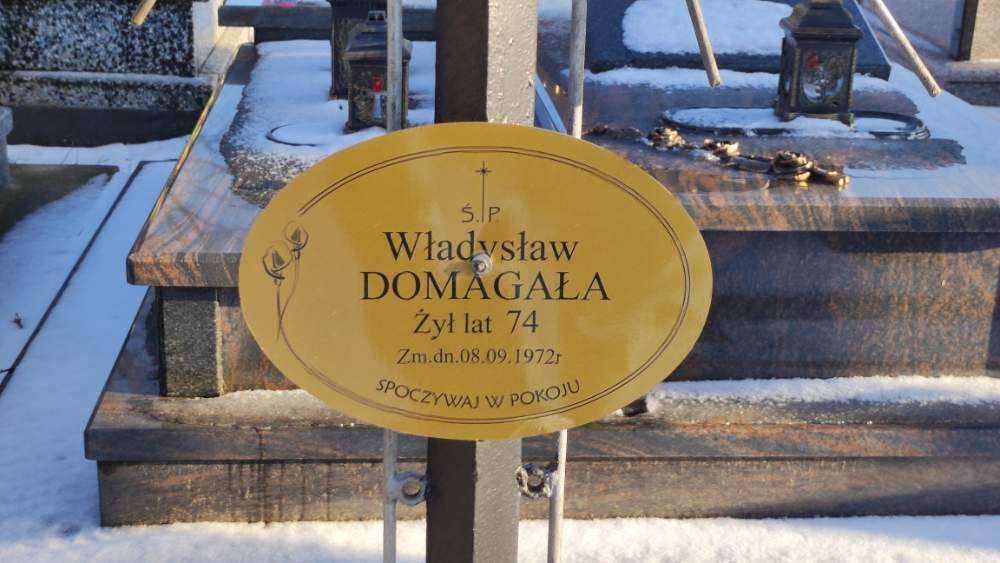 Ś. P.
Władysław
DOMAGAŁA
Żył lat 74
Zm.dn.08.09.1972r
SPOCZYWAJ W POKOJU